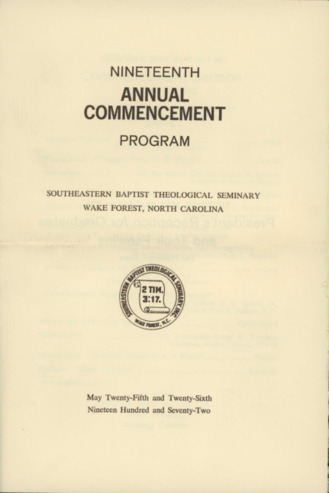 NINETEENTH
ANNUAL
COMMENCEMENT
PROGRAM
SOUTHEASTERN BAPTIST THEOLOGICAL SEMINARY
WAKE FOREST, NORTH CAROLINA
SOUTHEASTERN BAPTIST THEOLOGICAL SEMINARY, INC.
2 TIM.
3:17.
WAKE FOREST, N.C.
May Twenty-Fifth and Twenty-Sixth
Nineteen Hundred and Seventy-Two